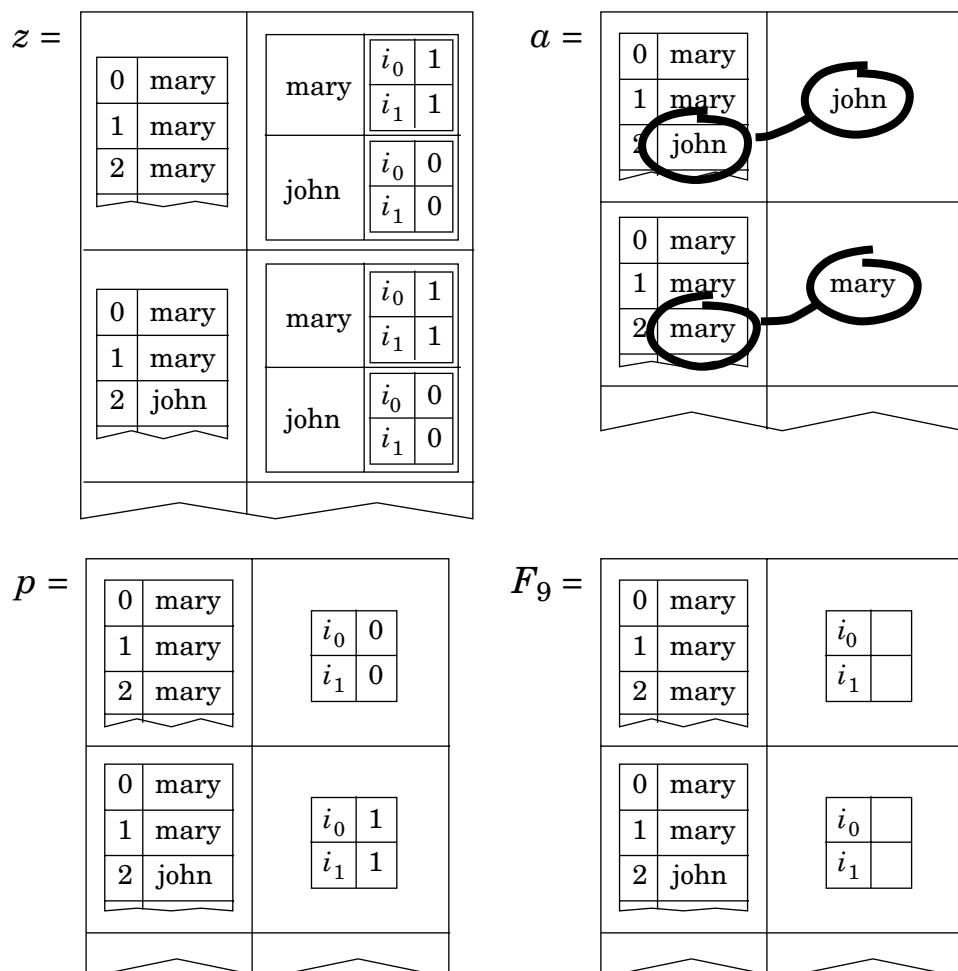 z =
0 mary
1 mary
2 mary
mary
i0 1
i1 1
john
i0 0
i1 0
0 mary
1 mary
2 john
mary
i0 1
i1 1
john
i0 0
i1 0
a =
0 mary
1 mary
2 john
john
0 mary
1 mary
2 mary
mary
p =
0 mary
1 mary
2 mary
i0 0
i1 0
0 mary
1 mary
2 john
i0 1
i1 1
F9 =
0 mary
1 mary
2 mary
i0
i1
0 mary
1 mary
2 john
i0
i1